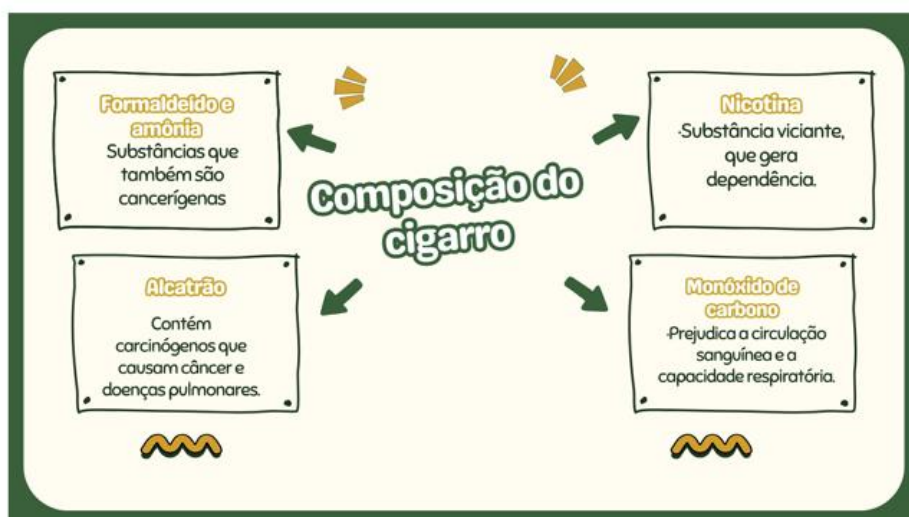 Formaldeído e
amônia
Substâncias que
também são
cancerígenas
Nicotina
·Substância viciante,
que gera
dependência.
Composição do
cigarro
Alcatrão
Contém
carcinógenos que
causam câncer e
doenças pulmonares.
Monóxido de
carbono
·Prejudica a circulação
sanguínea e a
capacidade respiratória.